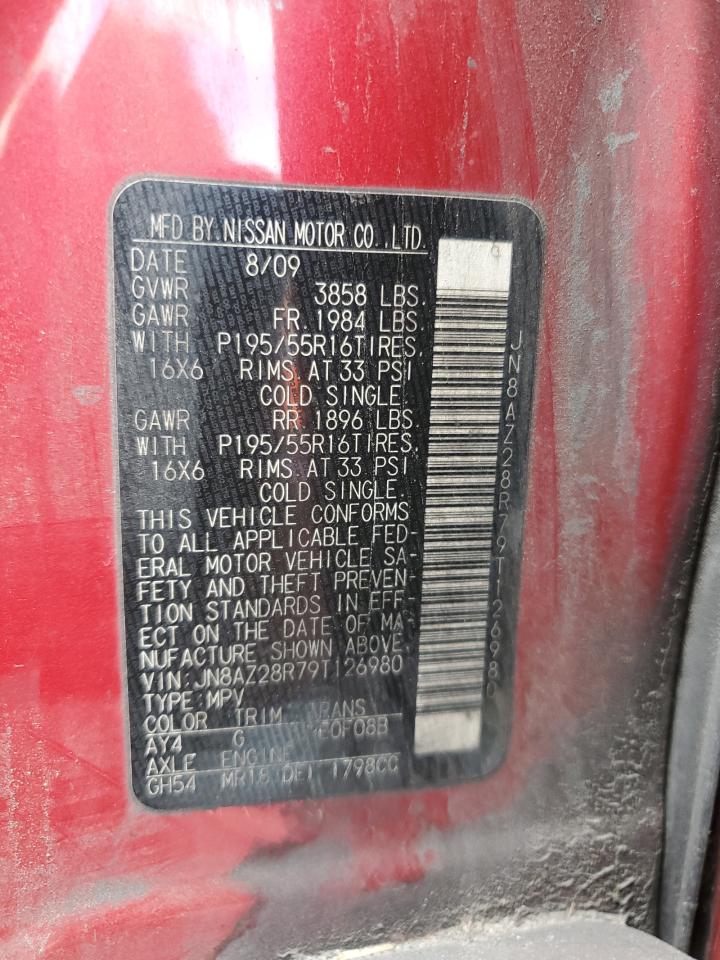 MFD BY NISSAN MOTOR CO.,LTD.
DATE 8/09
GVWR 3858 LBS.
GAWR FR. 1984 LBS.
WITH P195/55R16TIRES,
16X6 RIMS, AT 33 PSI
COLD SINGLE.
GAWR RR 1896 LBS.
WITH P195/55R16TIRES,
16X6 RIMS, AT 33 PSI
COLD SINGLE.
THIS VEHICLE CONFORMS
TO ALL APPLICABLE FED-
ERAL MOTOR VEHICLE SA-
FETY AND THEFT PREVEN-
TION STANDARDS IN EFF-
ECT ON THE DATE OF MA-
NUFACTURE SHOWN ABOVE.
VIN:JN8AZ28R79T126980
TYPE:MPV
COLOR TRIM TRANS
AY4 G
AXLE ENGINE
GH54 MR18 DE 1798CC
JN8AZ28R79T126980